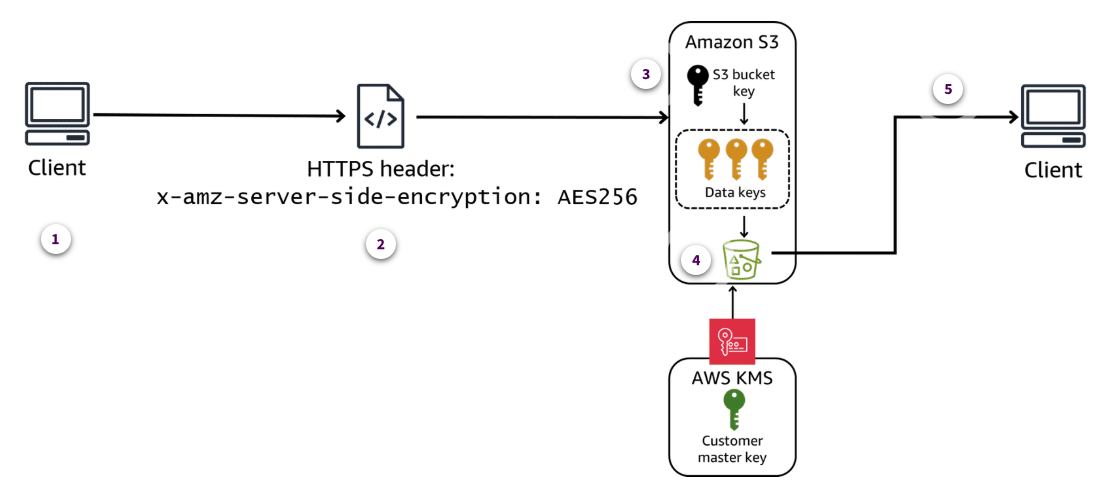 Client
1
</>
HTTPS header:
x-amz-server-side-encryption: AES256
2
3
Amazon S3
S3 bucket
key
Data keys
4
AWS KMS
Customer
master key
5
Client